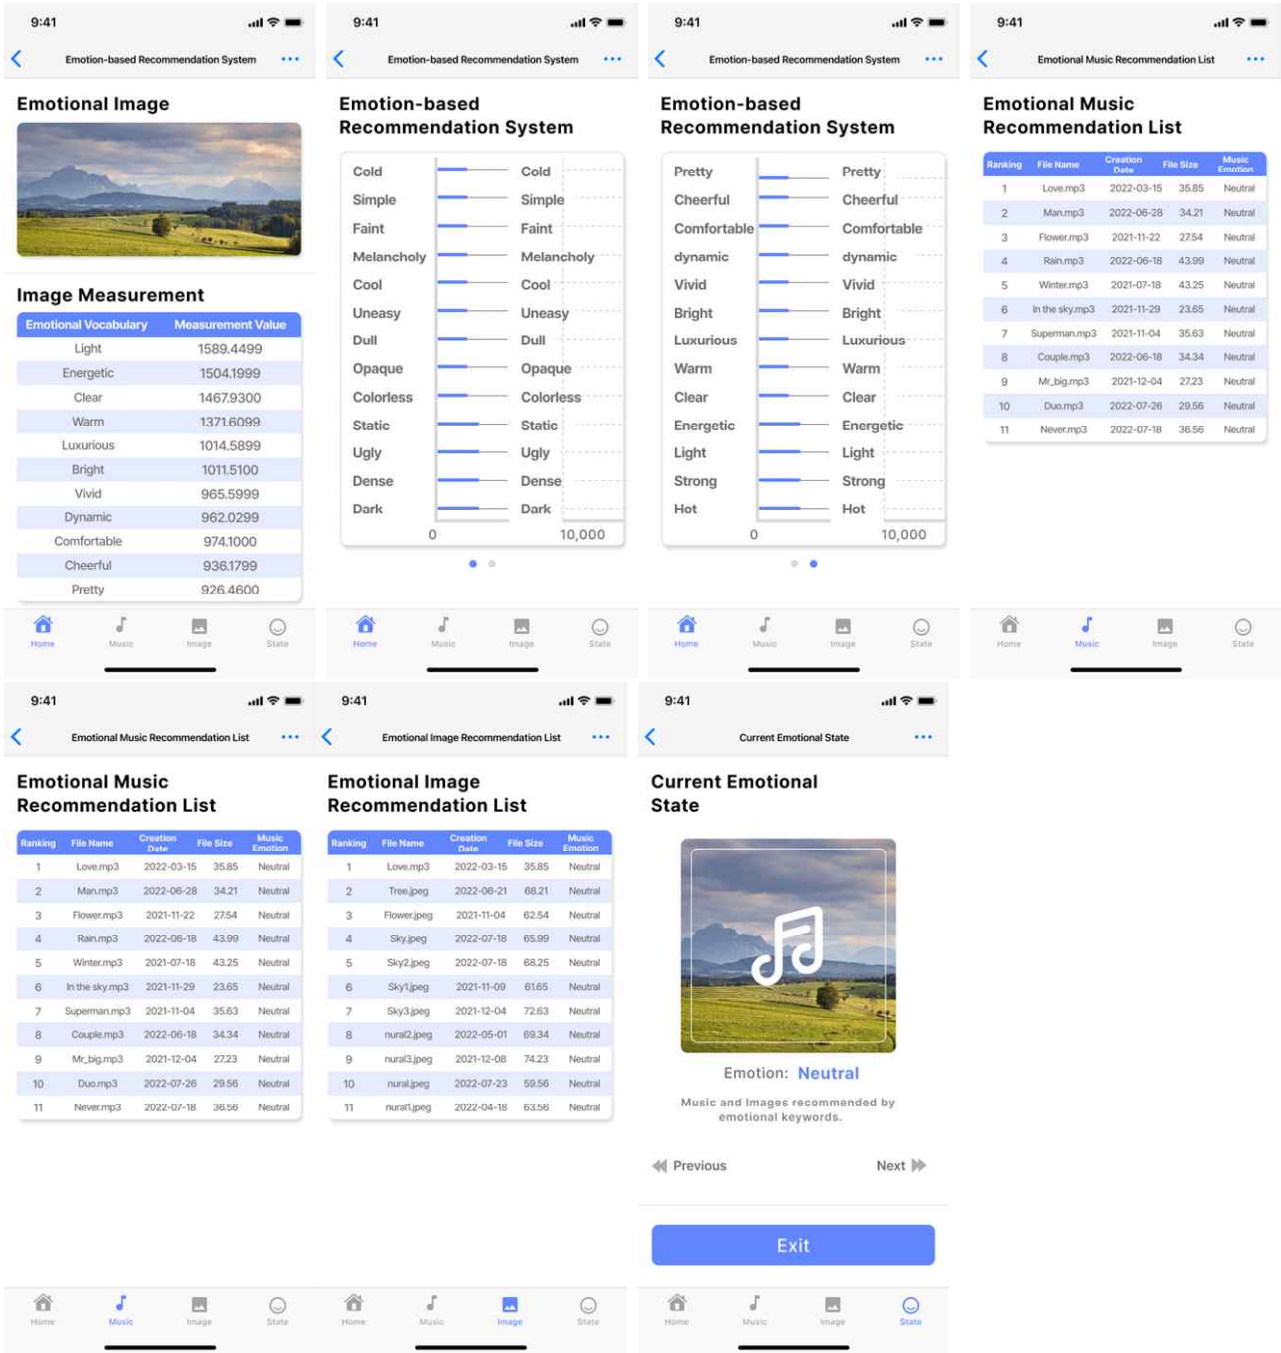 9:41
Emotion-based Recommendation System
Emotional Image
Image Measurement
Emotional Vocabulary Measurement Value
Light 1589.4499
Energetic 1504.1999
Clear 1467.9300
Warm 1371.6099
Luxurious 1014.5899
Bright 1011.5100
Vivid 965.5999
Dynamic 962.0299
Comfortable 974.1000
Cheerful 936.1799
Pretty 926.4600
Home Music Image State
9:41
Emotion-based Recommendation System
Emotion-based
Recommendation System
Cold Cold
Simple Simple
Faint Faint
Melancholy Melancholy
Cool Cool
Uneasy Uneasy
Dull Dull
Opaque Opaque
Colorless Colorless
Static Static
Ugly Ugly
Dense Dense
Dark Dark
0 10,000
Home Music Image State
9:41
Emotion-based Recommendation System
Emotion-based
Recommendation System
Pretty Pretty
Cheerful Cheerful
Comfortable Comfortable
dynamic dynamic
Vivid Vivid
Bright Bright
Luxurious Luxurious
Warm Warm
Clear Clear
Energetic Energetic
Light Light
Strong Strong
Hot Hot
0 10,000
Home Music Image State
9:41
Emotional Music Recommendation List
Emotional Music
Recommendation List
Ranking File Name Creation Date File Size Music Emotion
1 Love.mp3 2022-03-15 35.85 Neutral
2 Man.mp3 2022-06-28 34.21 Neutral
3 Flower.mp3 2021-11-22 27.54 Neutral
4 Rain.mp3 2022-06-18 43.99 Neutral
5 Winter.mp3 2021-07-18 43.25 Neutral
6 In the sky.mp3 2021-11-29 23.65 Neutral
7 Superman.mp3 2021-11-04 35.63 Neutral
8 Couple.mp3 2022-06-18 34.34 Neutral
9 Mr_big.mp3 2021-12-04 27.23 Neutral
10 Duo.mp3 2022-07-26 29.56 Neutral
11 Never.mp3 2022-07-18 36.56 Neutral
Home Music Image State
9:41
Emotional Music Recommendation List
Emotional Music
Recommendation List
Ranking File Name Creation Date File Size Music Emotion
1 Love.mp3 2022-03-15 35.85 Neutral
2 Man.mp3 2022-06-28 34.21 Neutral
3 Flower.mp3 2021-11-22 27.54 Neutral
4 Rain.mp3 2022-06-18 43.99 Neutral
5 Winter.mp3 2021-07-18 43.25 Neutral
6 In the sky.mp3 2021-11-29 23.65 Neutral
7 Superman.mp3 2021-11-04 35.63 Neutral
8 Couple.mp3 2022-06-18 34.34 Neutral
9 Mr_big.mp3 2021-12-04 27.23 Neutral
10 Duo.mp3 2022-07-26 29.56 Neutral
11 Never.mp3 2022-07-18 36.56 Neutral
Home Music Image State
9:41
Emotional Image Recommendation List
Emotional Image
Recommendation List
Ranking File Name Creation Date File Size Music Emotion
1 Love.mp3 2022-03-15 35.85 Neutral
2 Tree.jpeg 2022-06-21 68.21 Neutral
3 Flower.jpeg 2021-11-04 62.54 Neutral
4 Sky.jpeg 2022-07-18 65.99 Neutral
5 Sky2.jpeg 2022-07-18 68.25 Neutral
6 Sky1.jpeg 2021-11-09 61.65 Neutral
7 Sky3.jpeg 2021-12-04 72.63 Neutral
8 nural2.jpeg 2022-05-01 69.34 Neutral
9 nural3.jpeg 2021-12-08 74.23 Neutral
10 nural.jpeg 2022-07-23 59.56 Neutral
11 nural1.jpeg 2022-04-18 63.56 Neutral
Home Music Image State
9:41
Current Emotional State
Current Emotional
State
Emotion: Neutral
Music and Images recommended by
emotional keywords.
Previous Next
Exit
Home Music Image State